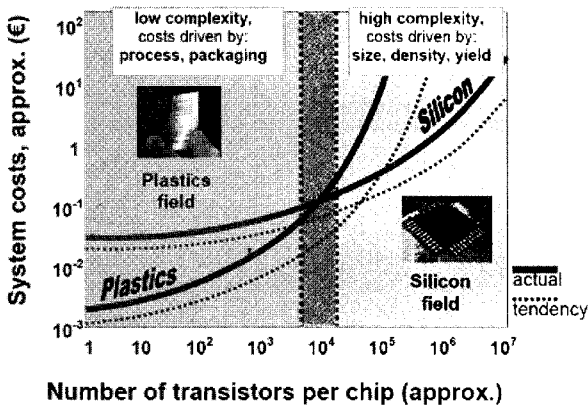 low complexity,
costs driven by:
process, packaging
high complexity,
costs driven by:
size, density, yield
System costs, approx. (€)
10²
10¹
1
10⁻¹
10⁻²
10⁻³
Plastics
field
Plastics
Silicon
Silicon
field
actual
tendency
1
10
10²
10³
10⁴
10⁵
10⁶
10⁷
Number of transistors per chip (approx.)